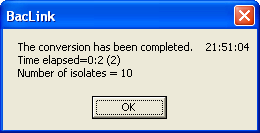 BacLink
The conversion has been completed. 21:51:04
Time elapsed=0:2 (2)
Number of isolates = 10
OK